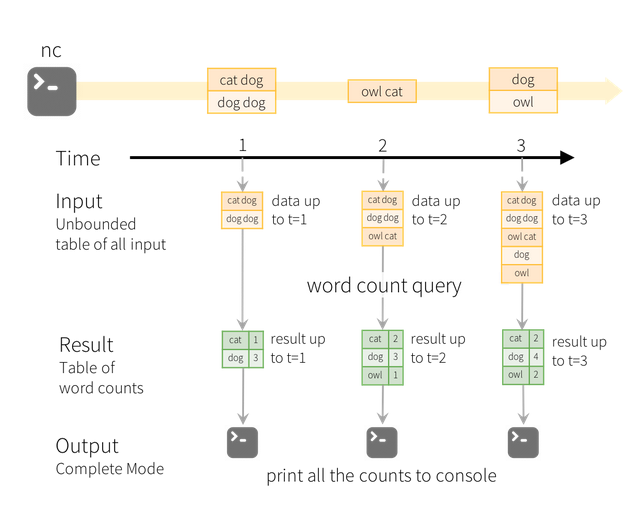 nc
cat dog
dog dog
owl cat
dog
owl
Time
1
2
3
Input
Unbounded
table of all input
cat dog
dog dog
data up
to t=1
cat dog
dog dog
owl cat
data up
to t=2
cat dog
dog dog
owl cat
dog
owl
data up
to t=3
word count query
Result
Table of
word counts
cat 1
dog 3
result up
to t=1
cat 2
dog 3
owl 1
result up
to t=2
cat 2
dog 4
owl 2
result up
to t=3
Output
Complete Mode
print all the counts to console